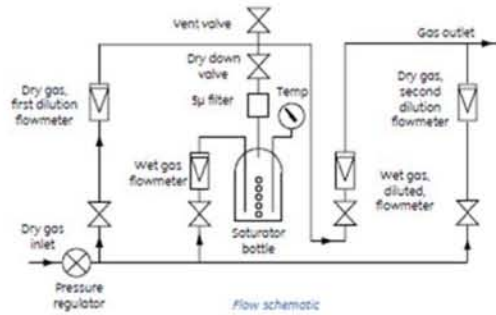 Vent valve
Gas outlet
Dry down
valve
Dry gas,
first dilution
flowmeter
5µ filter
Temp
Dry gas,
second
dilution
flowmeter
Wet gas
flowmeter
Wet gas,
diluted,
flowmeter
Dry gas
inlet
Saturator
bottle
Pressure
regulator
Flow schematic